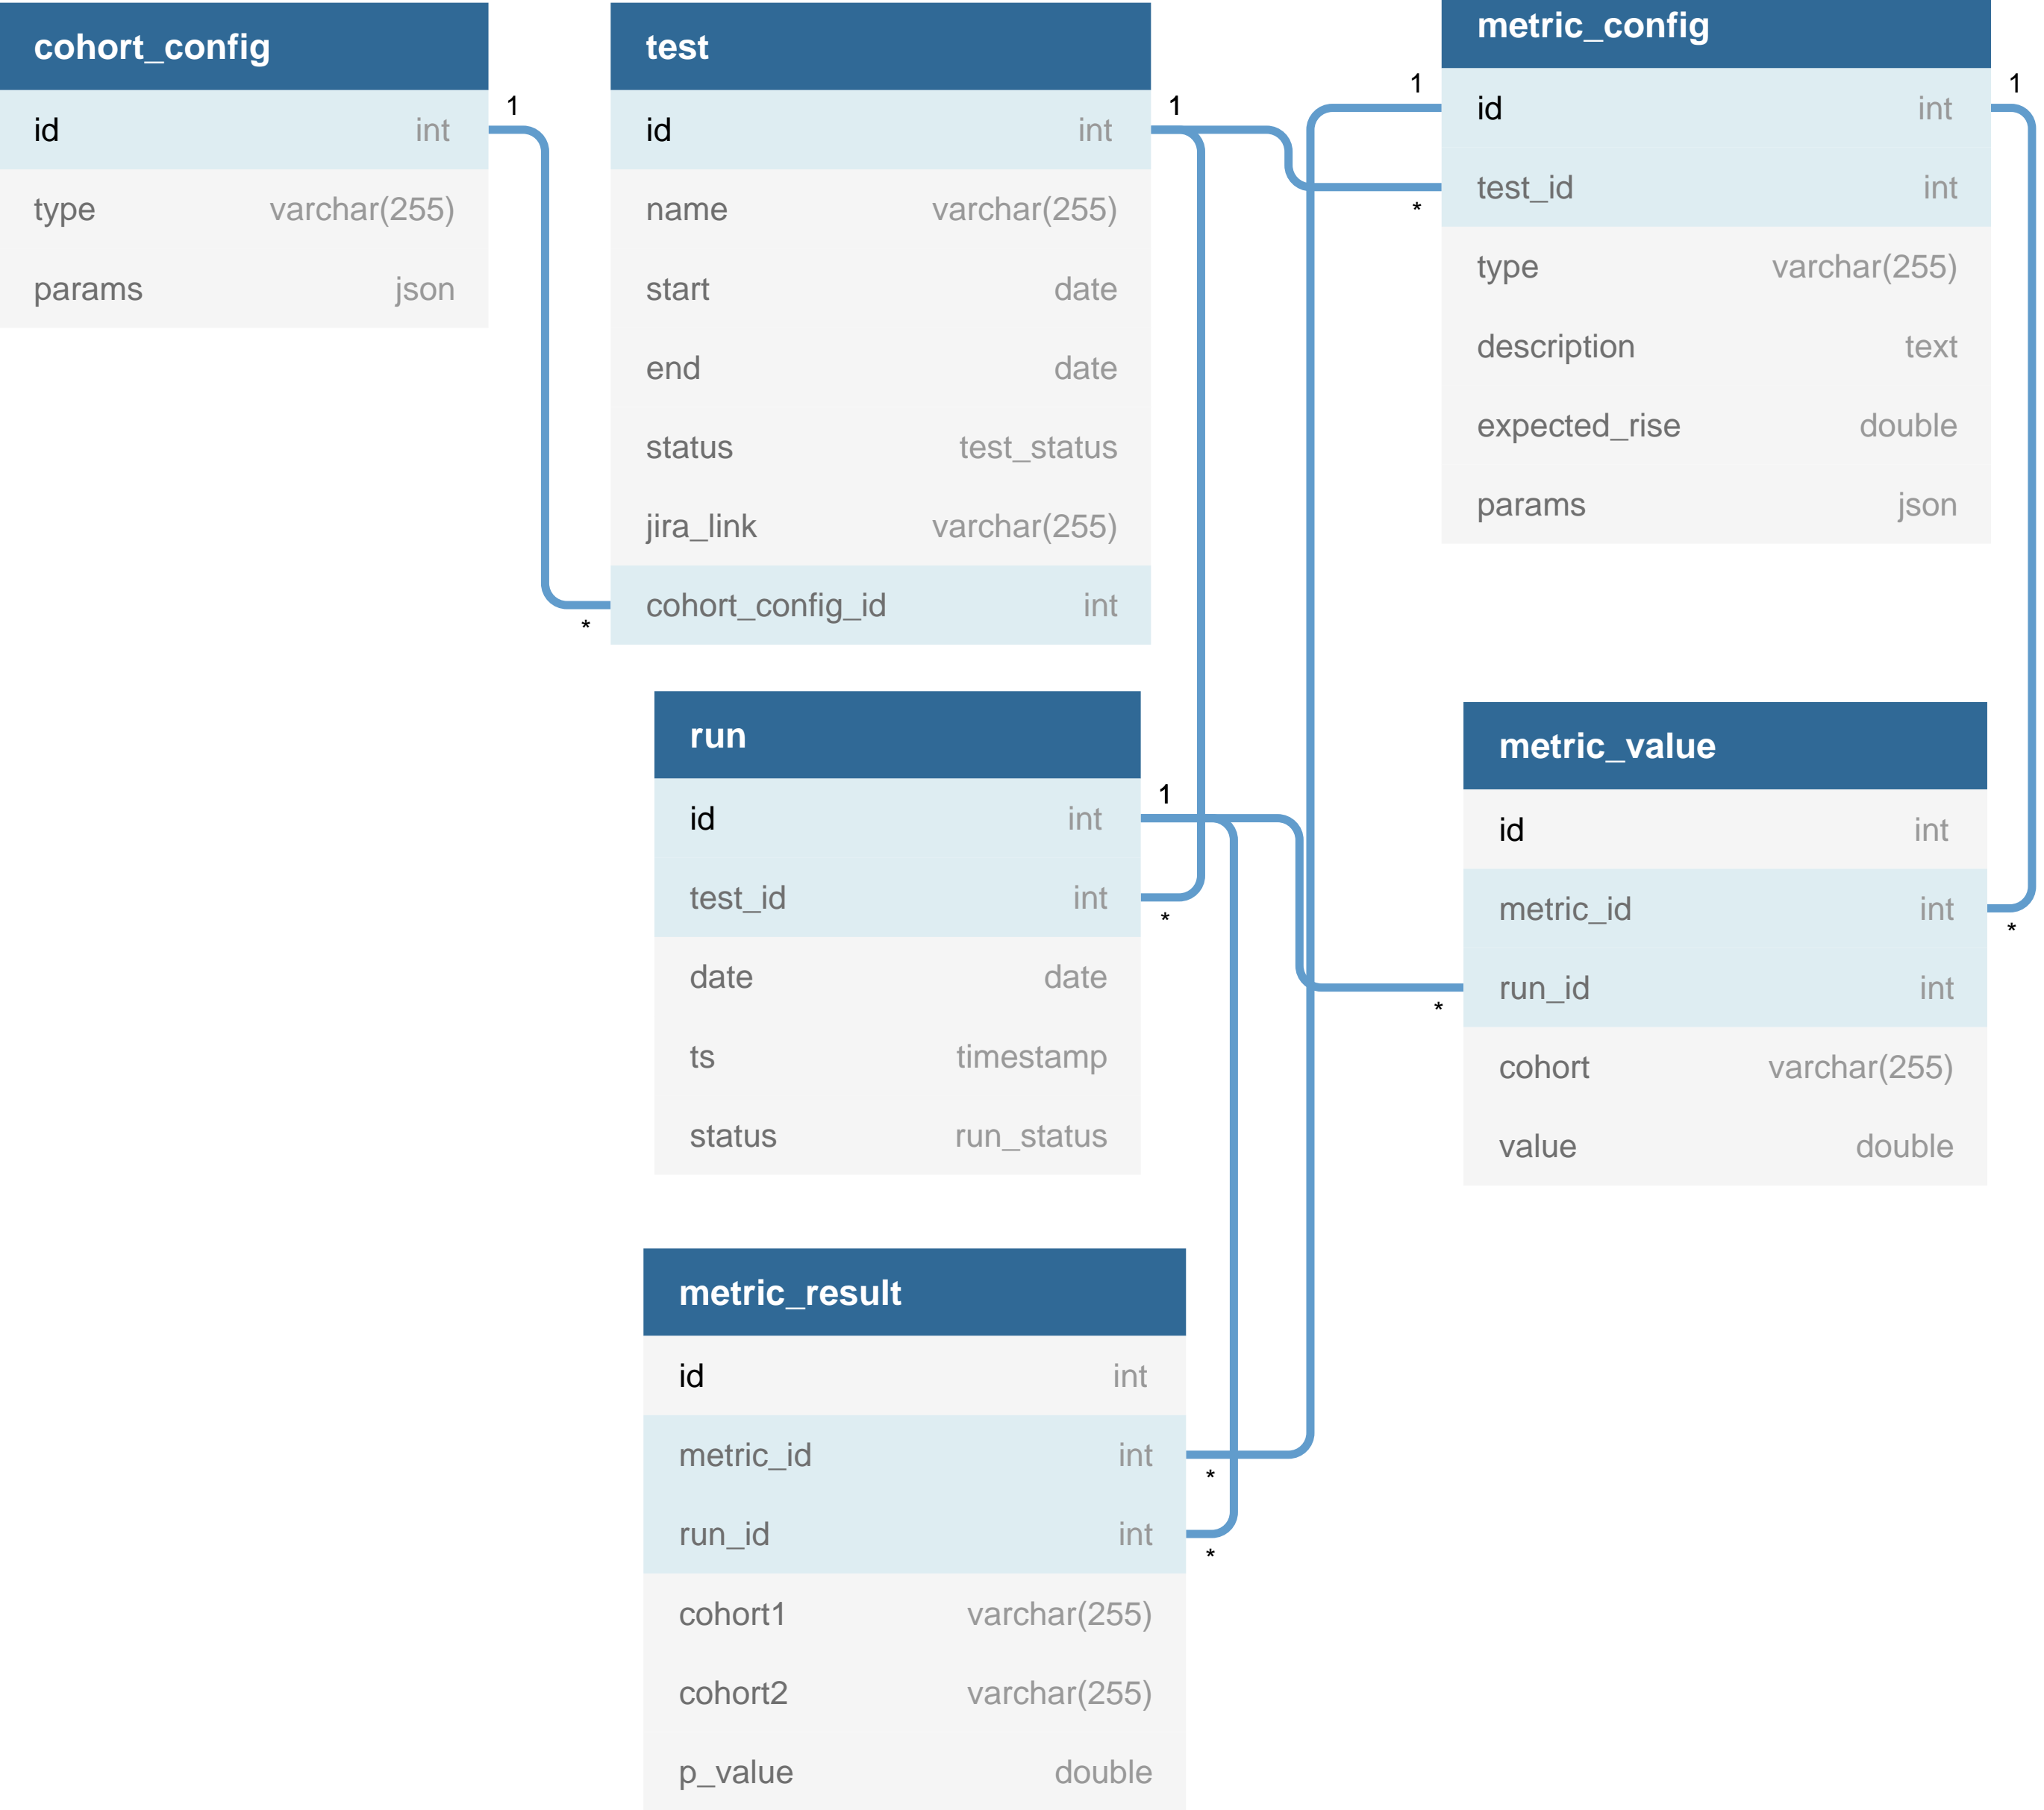 cohort_config
id int
type varchar(255)
params json
1
*
test
id int
name varchar(255)
start date
end date
status test_status
jira_link varchar(255)
cohort_config_id int
1
metric_config
1
1
id int
test_id int
*
type varchar(255)
description text
expected_rise double
params json
run
1
id int
test_id int
*
date date
ts timestamp
status run_status
metric_value
id int
metric_id int
*
run_id int
*
cohort varchar(255)
value double
metric_result
id int
metric_id int
*
run_id int
*
cohort1 varchar(255)
cohort2 varchar(255)
p_value double